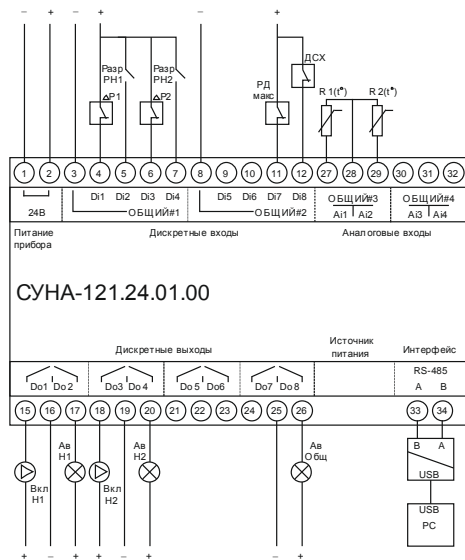 − + − + − +
ДСХ
Разр РН1
Разр РН2
РД макс
R 1(t°) R 2(t°)
ΔP1 ΔP2
1 2 3 4 5 6 7 8 9 10 11 12 27 28 29 30 31 32
Di1 Di2 Di3 Di4 Di5 Di6 Di7 Di8 ОБЩИЙ#3 ОБЩИЙ#4
Ai1 Ai2 Ai3 Ai4
24В ОБЩИЙ#1 ОБЩИЙ#2
Питание прибора Дискретные входы Аналоговые входы
СУНА-121.24.01.00
Дискретные выходы Источник питания Интерфейс
RS-485
Do1 Do2 Do3 Do4 Do5 Do6 Do7 Do8 A B
15 16 17 18 19 20 21 22 23 24 25 26 33 34
Ав Н1
Ав Н2
Ав Общ
B A
Вкл Н1
Вкл Н2
USB
USB
PC
+ − + + − + − +